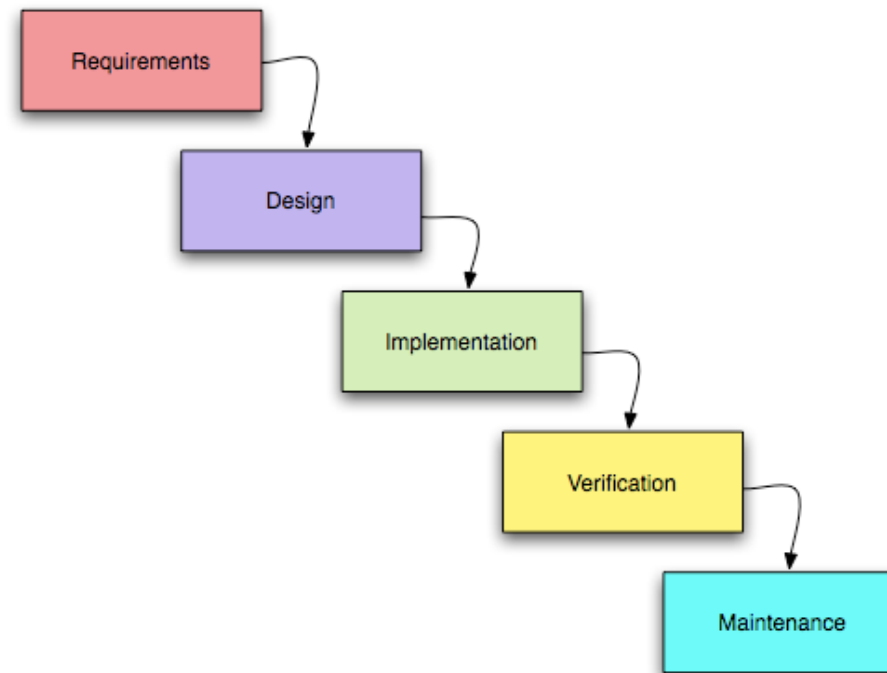 Requirements
Design
Implementation
Verification
Maintenance